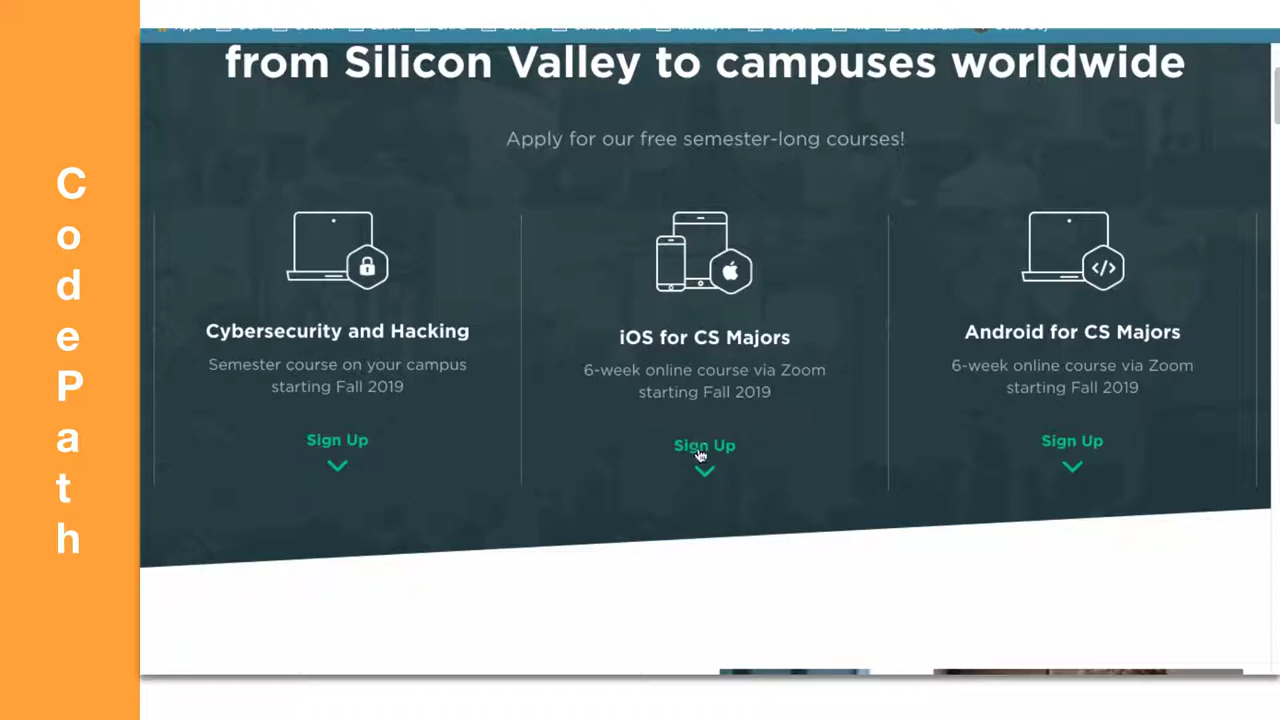 CodePath
from Silicon Valley to campuses worldwide
Apply for our free semester-long courses!
Cybersecurity and Hacking
Semester course on your campus
starting Fall 2019
Sign Up
iOS for CS Majors
6-week online course via Zoom
starting Fall 2019
Sign Up
Android for CS Majors
6-week online course via Zoom
starting Fall 2019
Sign Up